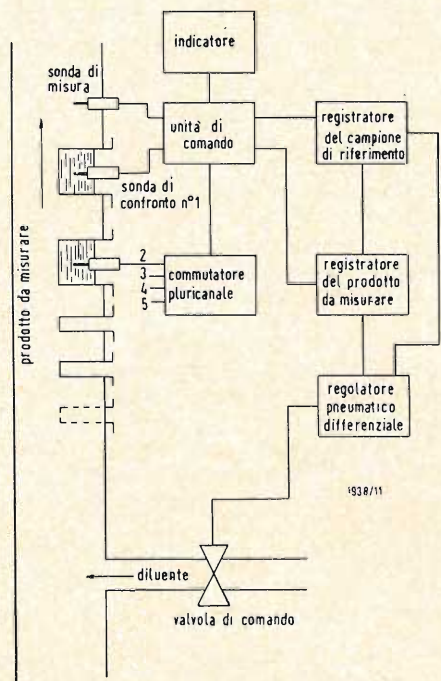 indicatore
sonda di
misura
unità di
comando
registratore
del campione
di riferimento
sonda di
confronto n°1
2
3
4
5
commutatore
pluricanale
registratore
del prodotto
da misurare
prodotto da misurare
regolatore
pneumatico
differenziale
1938/11
diluente
valvola di comando